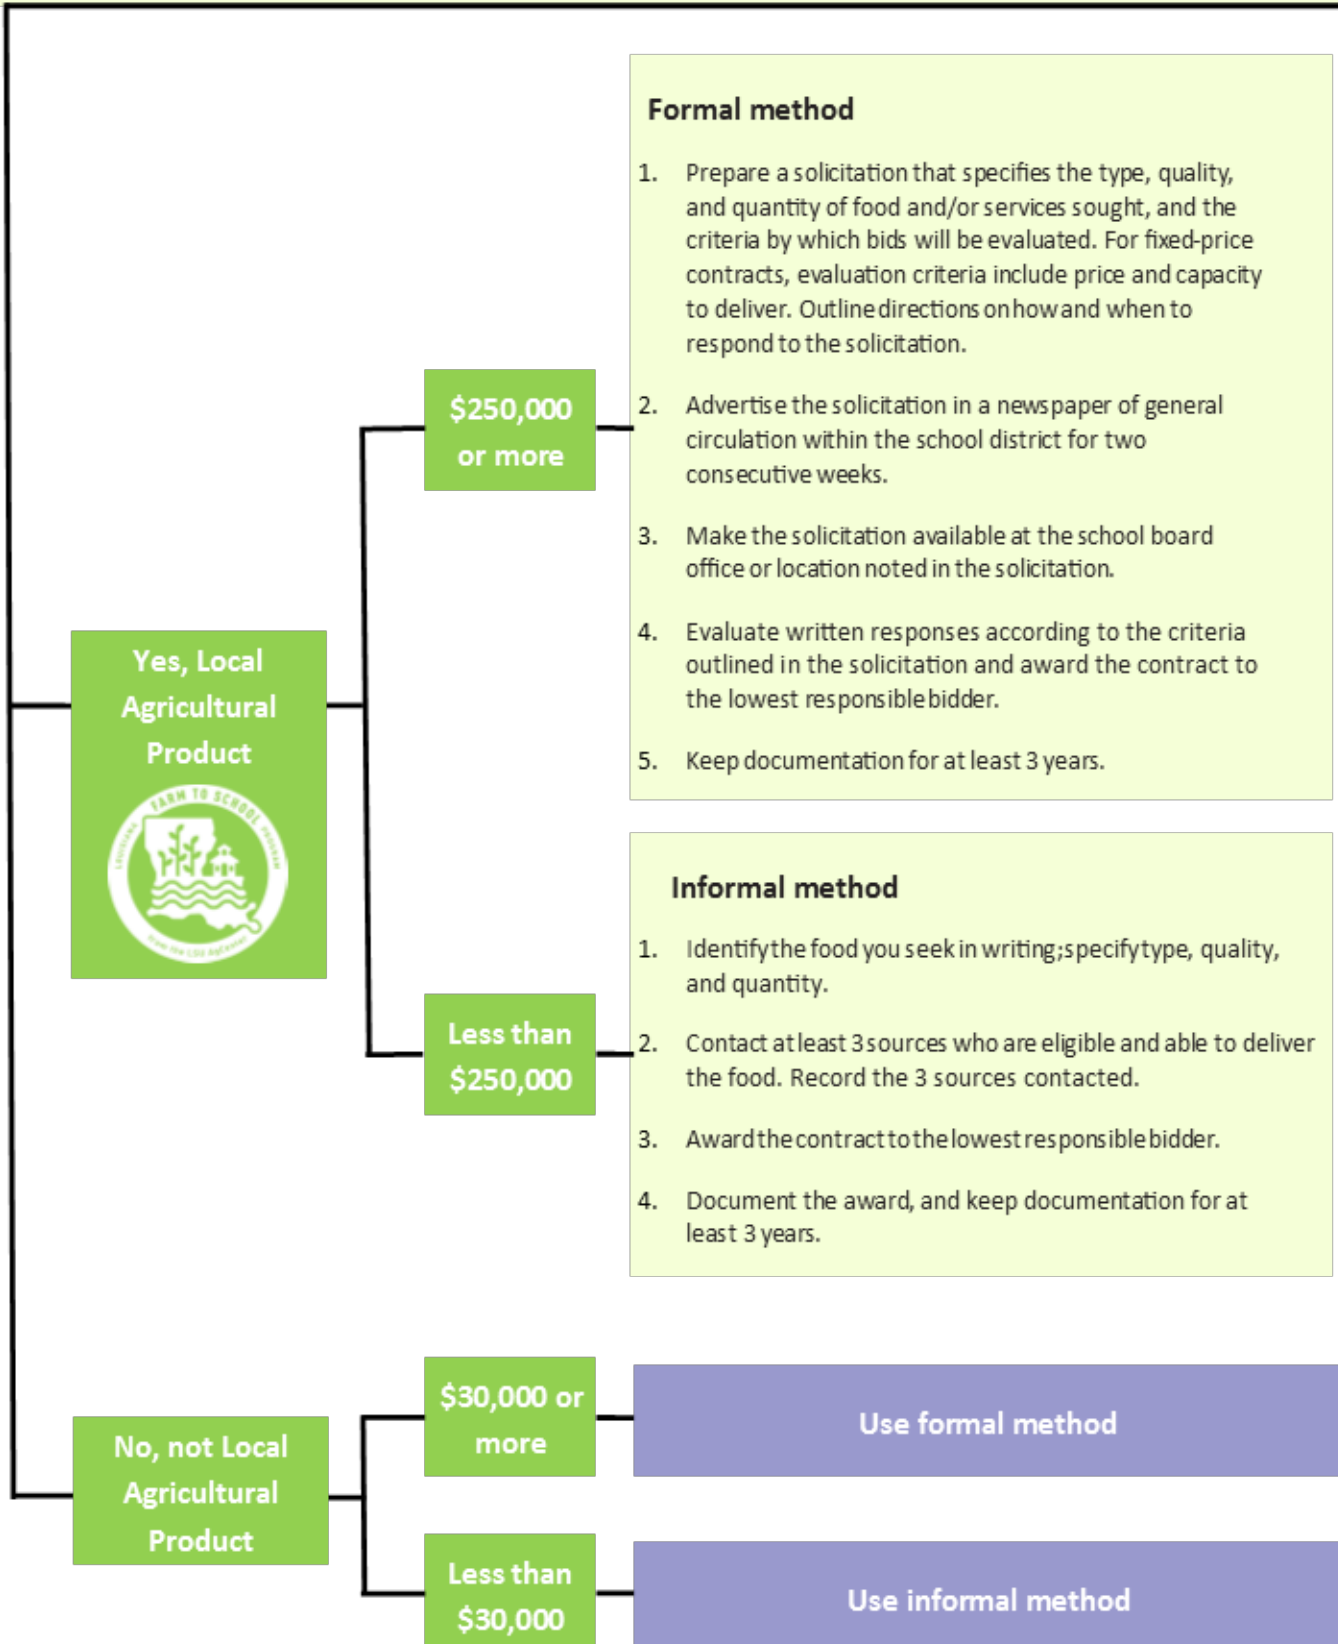 Formal method
1. Prepare a solicitation that specifies the type, quality,
and quantity of food and/or services sought, and the
criteria by which bids will be evaluated. For fixed-price
contracts, evaluation criteria include price and capacity
to deliver. Outline directions on how and when to
respond to the solicitation.
$250,000
or more
2. Advertise the solicitation in a newspaper of general
circulation within the school district for two
consecutive weeks.
3. Make the solicitation available at the school board
office or location noted in the solicitation.
4. Evaluate written responses according to the criteria
outlined in the solicitation and award the contract to
the lowest responsible bidder.
5. Keep documentation for at least 3 years.
Yes, Local
Agricultural
Product
LOUISIANA FARM TO SCHOOL PROGRAM
from the LSU AgCenter
Informal method
1. Identify the food you seek in writing; specify type, quality,
and quantity.
Less than
$250,000
2. Contact at least 3 sources who are eligible and able to deliver
the food. Record the 3 sources contacted.
3. Award the contract to the lowest responsible bidder.
4. Document the award, and keep documentation for at
least 3 years.
No, not Local
Agricultural
Product
$30,000 or
more
Use formal method
Less than
$30,000
Use informal method